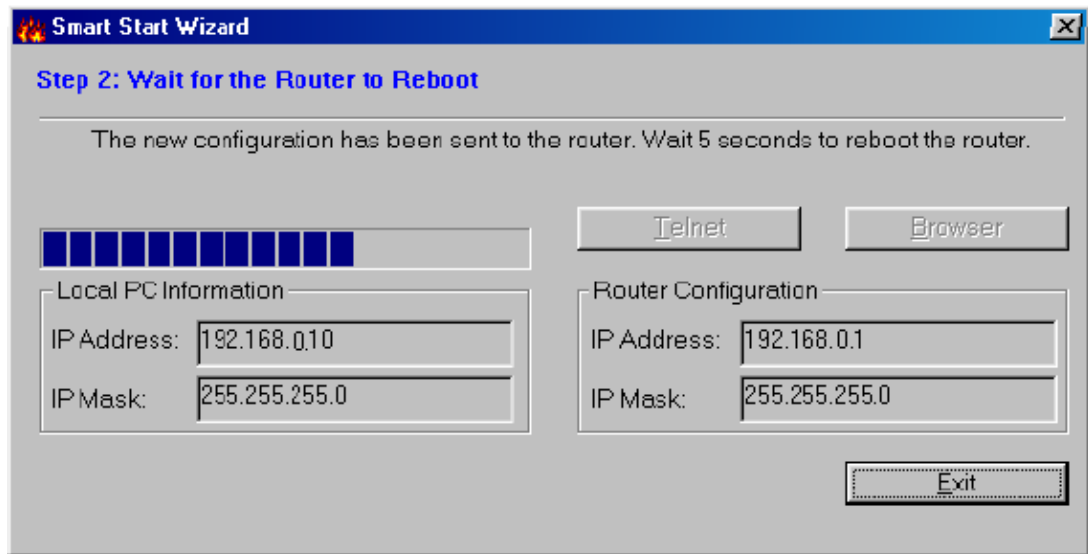 Smart Start Wizard
Step 2: Wait for the Router to Reboot
The new configuration has been sent to the router. Wait 5 seconds to reboot the router.
Telnet
Browser
Local PC Information
IP Address: 192.168.0.10
IP Mask: 255.255.255.0
Router Configuration
IP Address: 192.168.0.1
IP Mask: 255.255.255.0
Exit